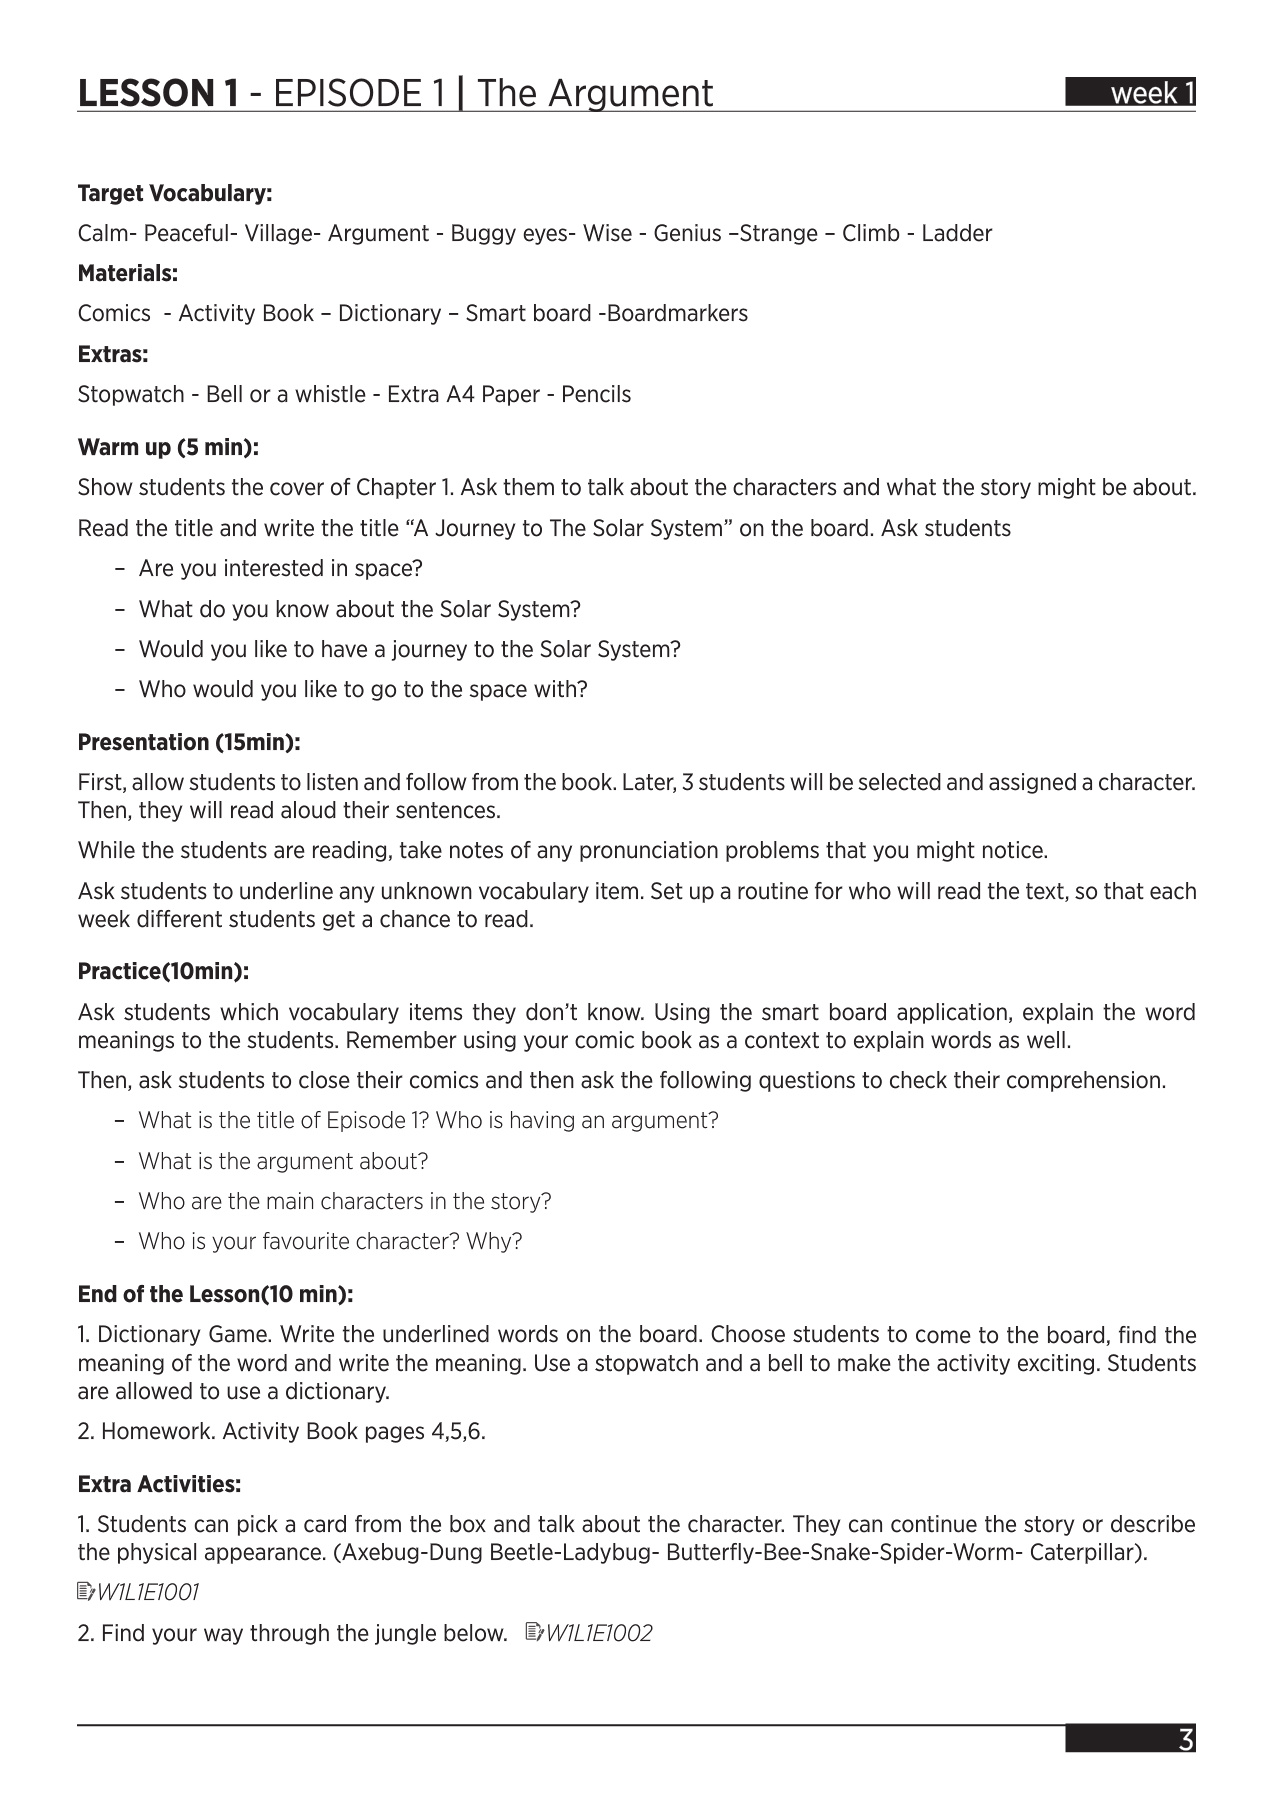 LESSON 1 - EPISODE 1 | The Argument
week 1
Target Vocabulary:
Calm- Peaceful- Village- Argument - Buggy eyes- Wise - Genius –Strange – Climb - Ladder
Materials:
Comics  - Activity Book – Dictionary – Smart board -Boardmarkers
Extras:
Stopwatch - Bell or a whistle - Extra A4 Paper - Pencils
Warm up (5 min):
Show students the cover of Chapter 1. Ask them to talk about the characters and what the story might be about.
Read the title and write the title “A Journey to The Solar System” on the board. Ask students
– Are you interested in space?
– What do you know about the Solar System?
– Would you like to have a journey to the Solar System?
– Who would you like to go to the space with?
Presentation (15min):
First, allow students to listen and follow from the book. Later, 3 students will be selected and assigned a character.
Then, they will read aloud their sentences.
While the students are reading, take notes of any pronunciation problems that you might notice.
Ask students to underline any unknown vocabulary item. Set up a routine for who will read the text, so that each
week different students get a chance to read.
Practice(10min):
Ask students which vocabulary items they don’t know. Using the smart board application, explain the word
meanings to the students. Remember using your comic book as a context to explain words as well.
Then, ask students to close their comics and then ask the following questions to check their comprehension.
– What is the title of Episode 1? Who is having an argument?
– What is the argument about?
– Who are the main characters in the story?
– Who is your favourite character? Why?
End of the Lesson(10 min):
1. Dictionary Game. Write the underlined words on the board. Choose students to come to the board, find the
meaning of the word and write the meaning. Use a stopwatch and a bell to make the activity exciting. Students
are allowed to use a dictionary.
2. Homework. Activity Book pages 4,5,6.
Extra Activities:
1. Students can pick a card from the box and talk about the character. They can continue the story or describe
the physical appearance. (Axebug-Dung Beetle-Ladybug- Butterfly-Bee-Snake-Spider-Worm- Caterpillar).
W1L1E1001
2. Find your way through the jungle below. W1L1E1002
3